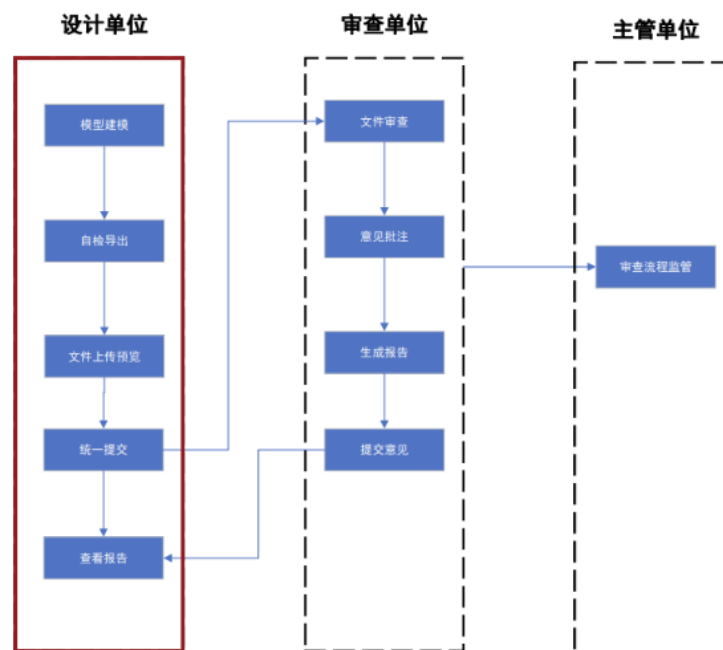 设计单位
审查单位
主管单位
模型建模
自检导出
文件上传预览
统一提交
查看报告
文件审查
意见批注
生成报告
提交意见
审查流程监管